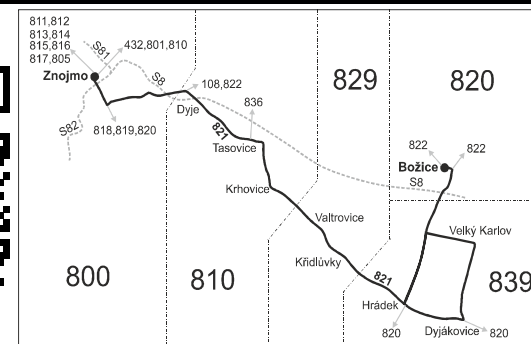 811,812
813,814
815,816
817,805
S81
432,801,810
Znojmo
S8
108,822
829
820
S82
818,819,820
Dyje
821
836
Tasovice
822
822
Božice
S8
Krhovice
Valtrovice
Velký Karlov
Křidlůvky
800
810
821
839
Hrádek
820
Dyjákovice
820